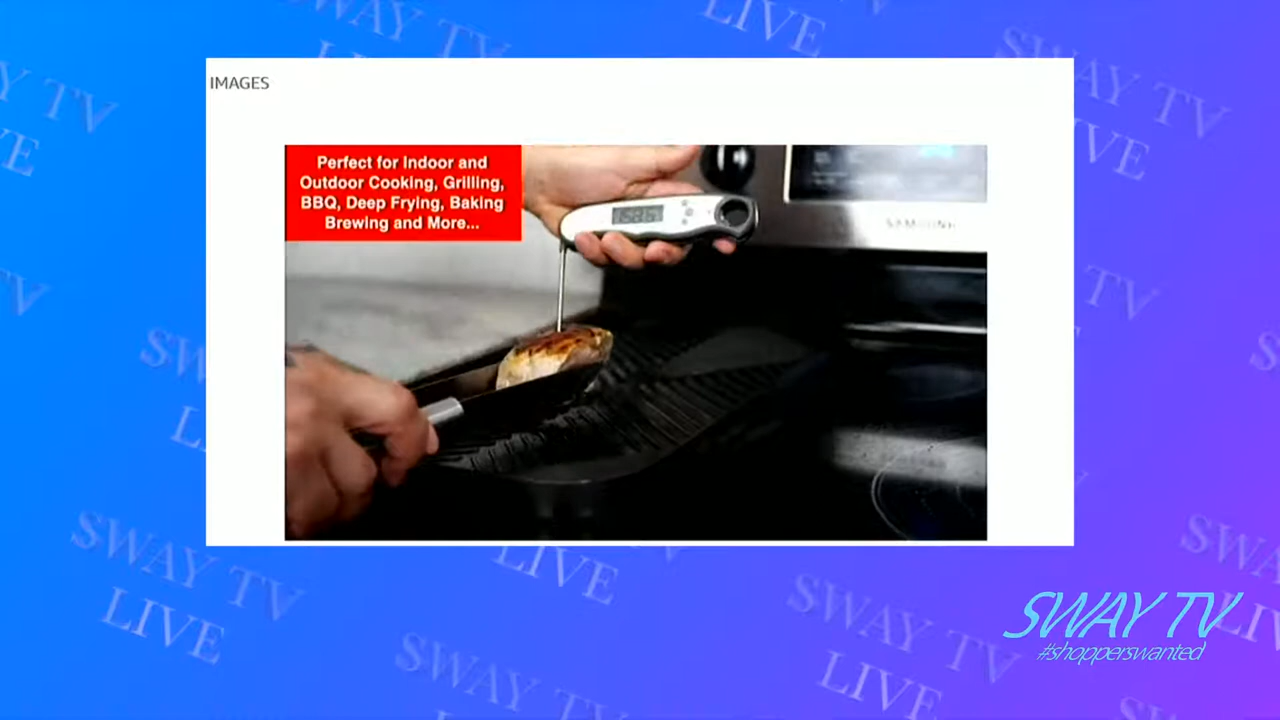 IMAGES
Perfect for Indoor and
Outdoor Cooking, Grilling,
BBQ, Deep Frying, Baking
Brewing and More...
SAMSUNG
SWAY TV
#shopperswanted
SWAY TV
LIVE